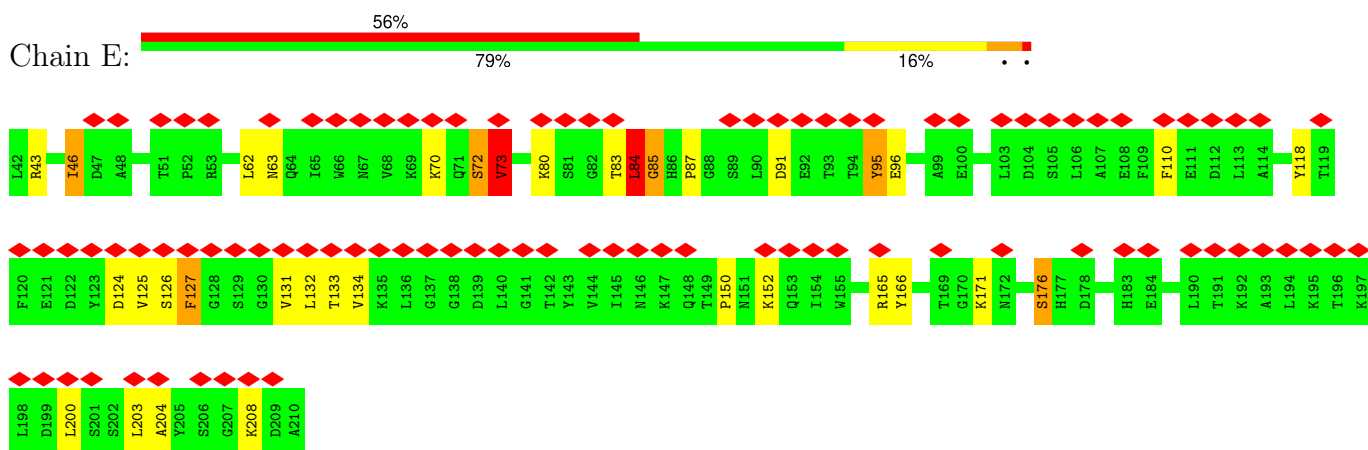 56%
Chain E:
79% 16% • •
L42 R43 I46 D47 A48 T51 P52 R53 L62 N63 Q64 I65 W66 N67 V68 K69 K70 Q71 S72 V73 K80 S81 G82 T83 L84 G85 H86 P87 G88 S89 L90 D91 E92 T93 T94 Y95 E96 A99 E100 L103 D104 S105 L106 A107 E108 F109 F110 E111 D112 L113 A114 Y118 T119
F120 E121 D122 Y123 D124 V125 S126 F127 G128 S129 G130 V131 L132 T133 V134 K135 L136 G137 G138 D139 L140 G141 T142 Y143 V144 I145 N146 K147 Q148 T149 P150 N151 K152 Q153 I154 W155 R165 Y166 T169 G170 K171 N172 S176 H177 D178 H183 E184 L190 T191 K192 A193 L194 K195 T196 K197
L198 D199 L200 S201 S202 L203 A204 Y205 S206 G207 K208 D209 A210